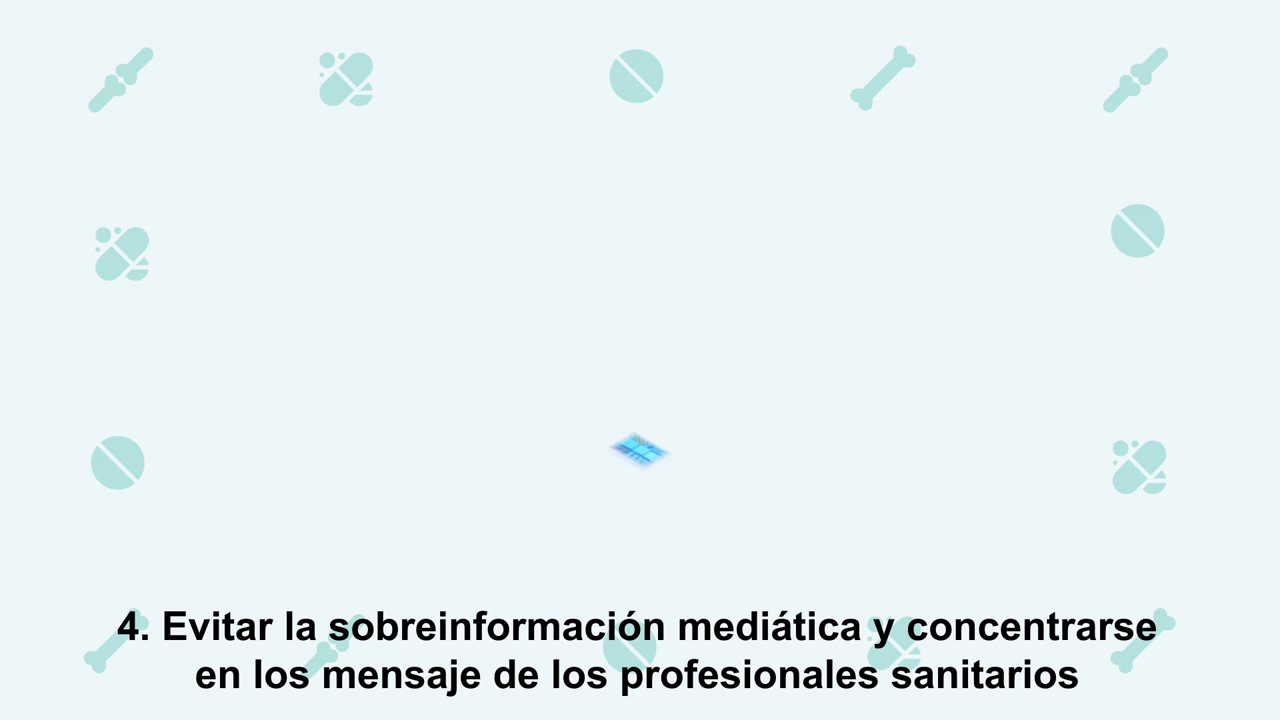 4. Evitar la sobreinformación mediática y concentrarse
en los mensaje de los profesionales sanitarios